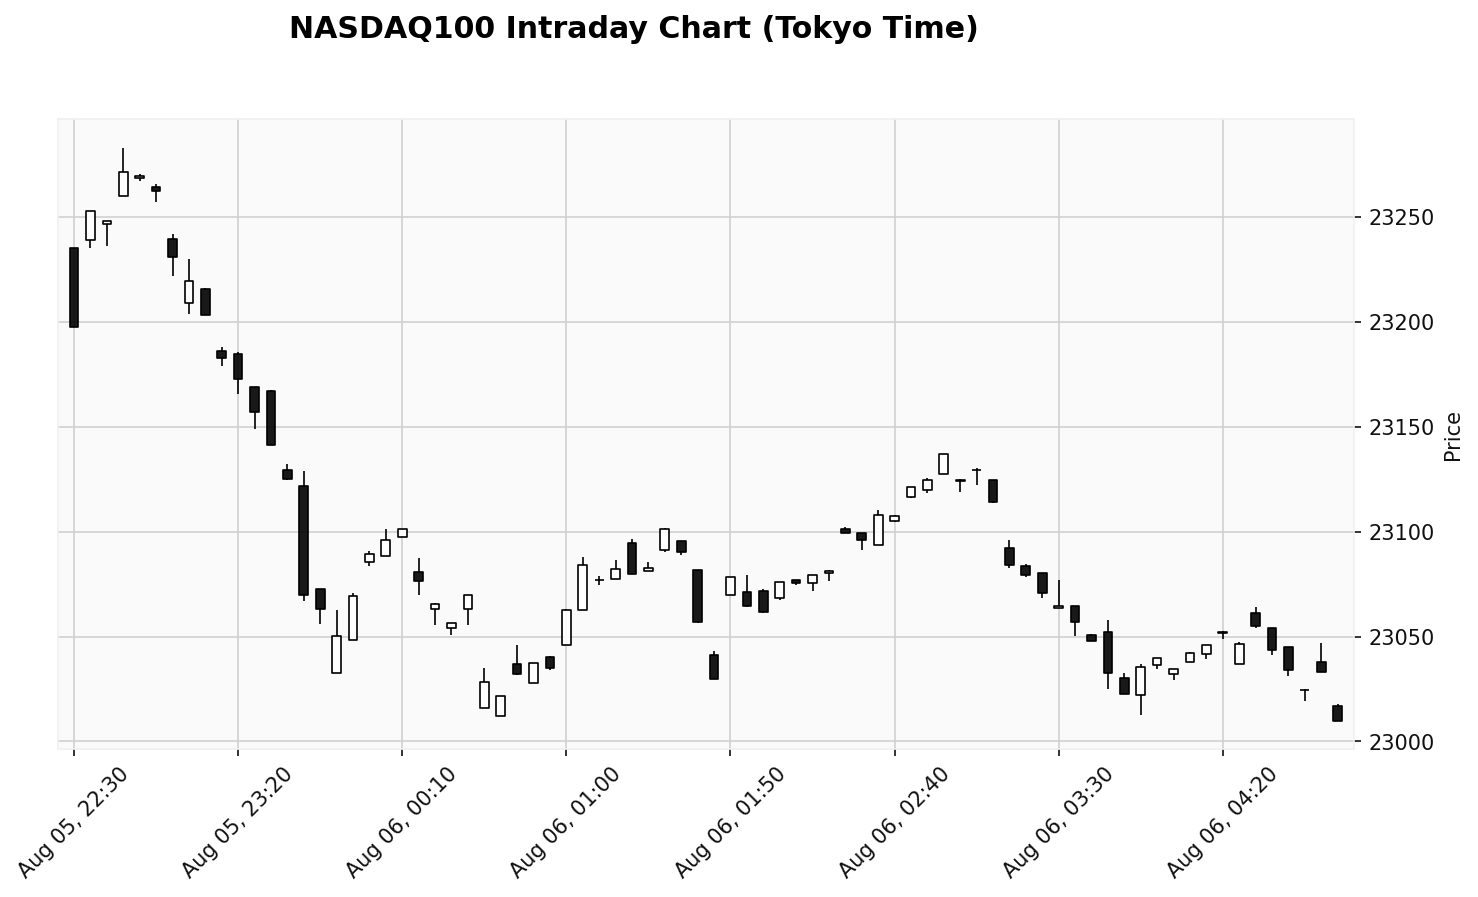 NASDAQ100 Intraday Chart (Tokyo Time)
23250
23200
23150
23100
23050
23000
Price
Aug 05, 22:30
Aug 05, 23:20
Aug 06, 00:10
Aug 06, 01:00
Aug 06, 01:50
Aug 06, 02:40
Aug 06, 03:30
Aug 06, 04:20